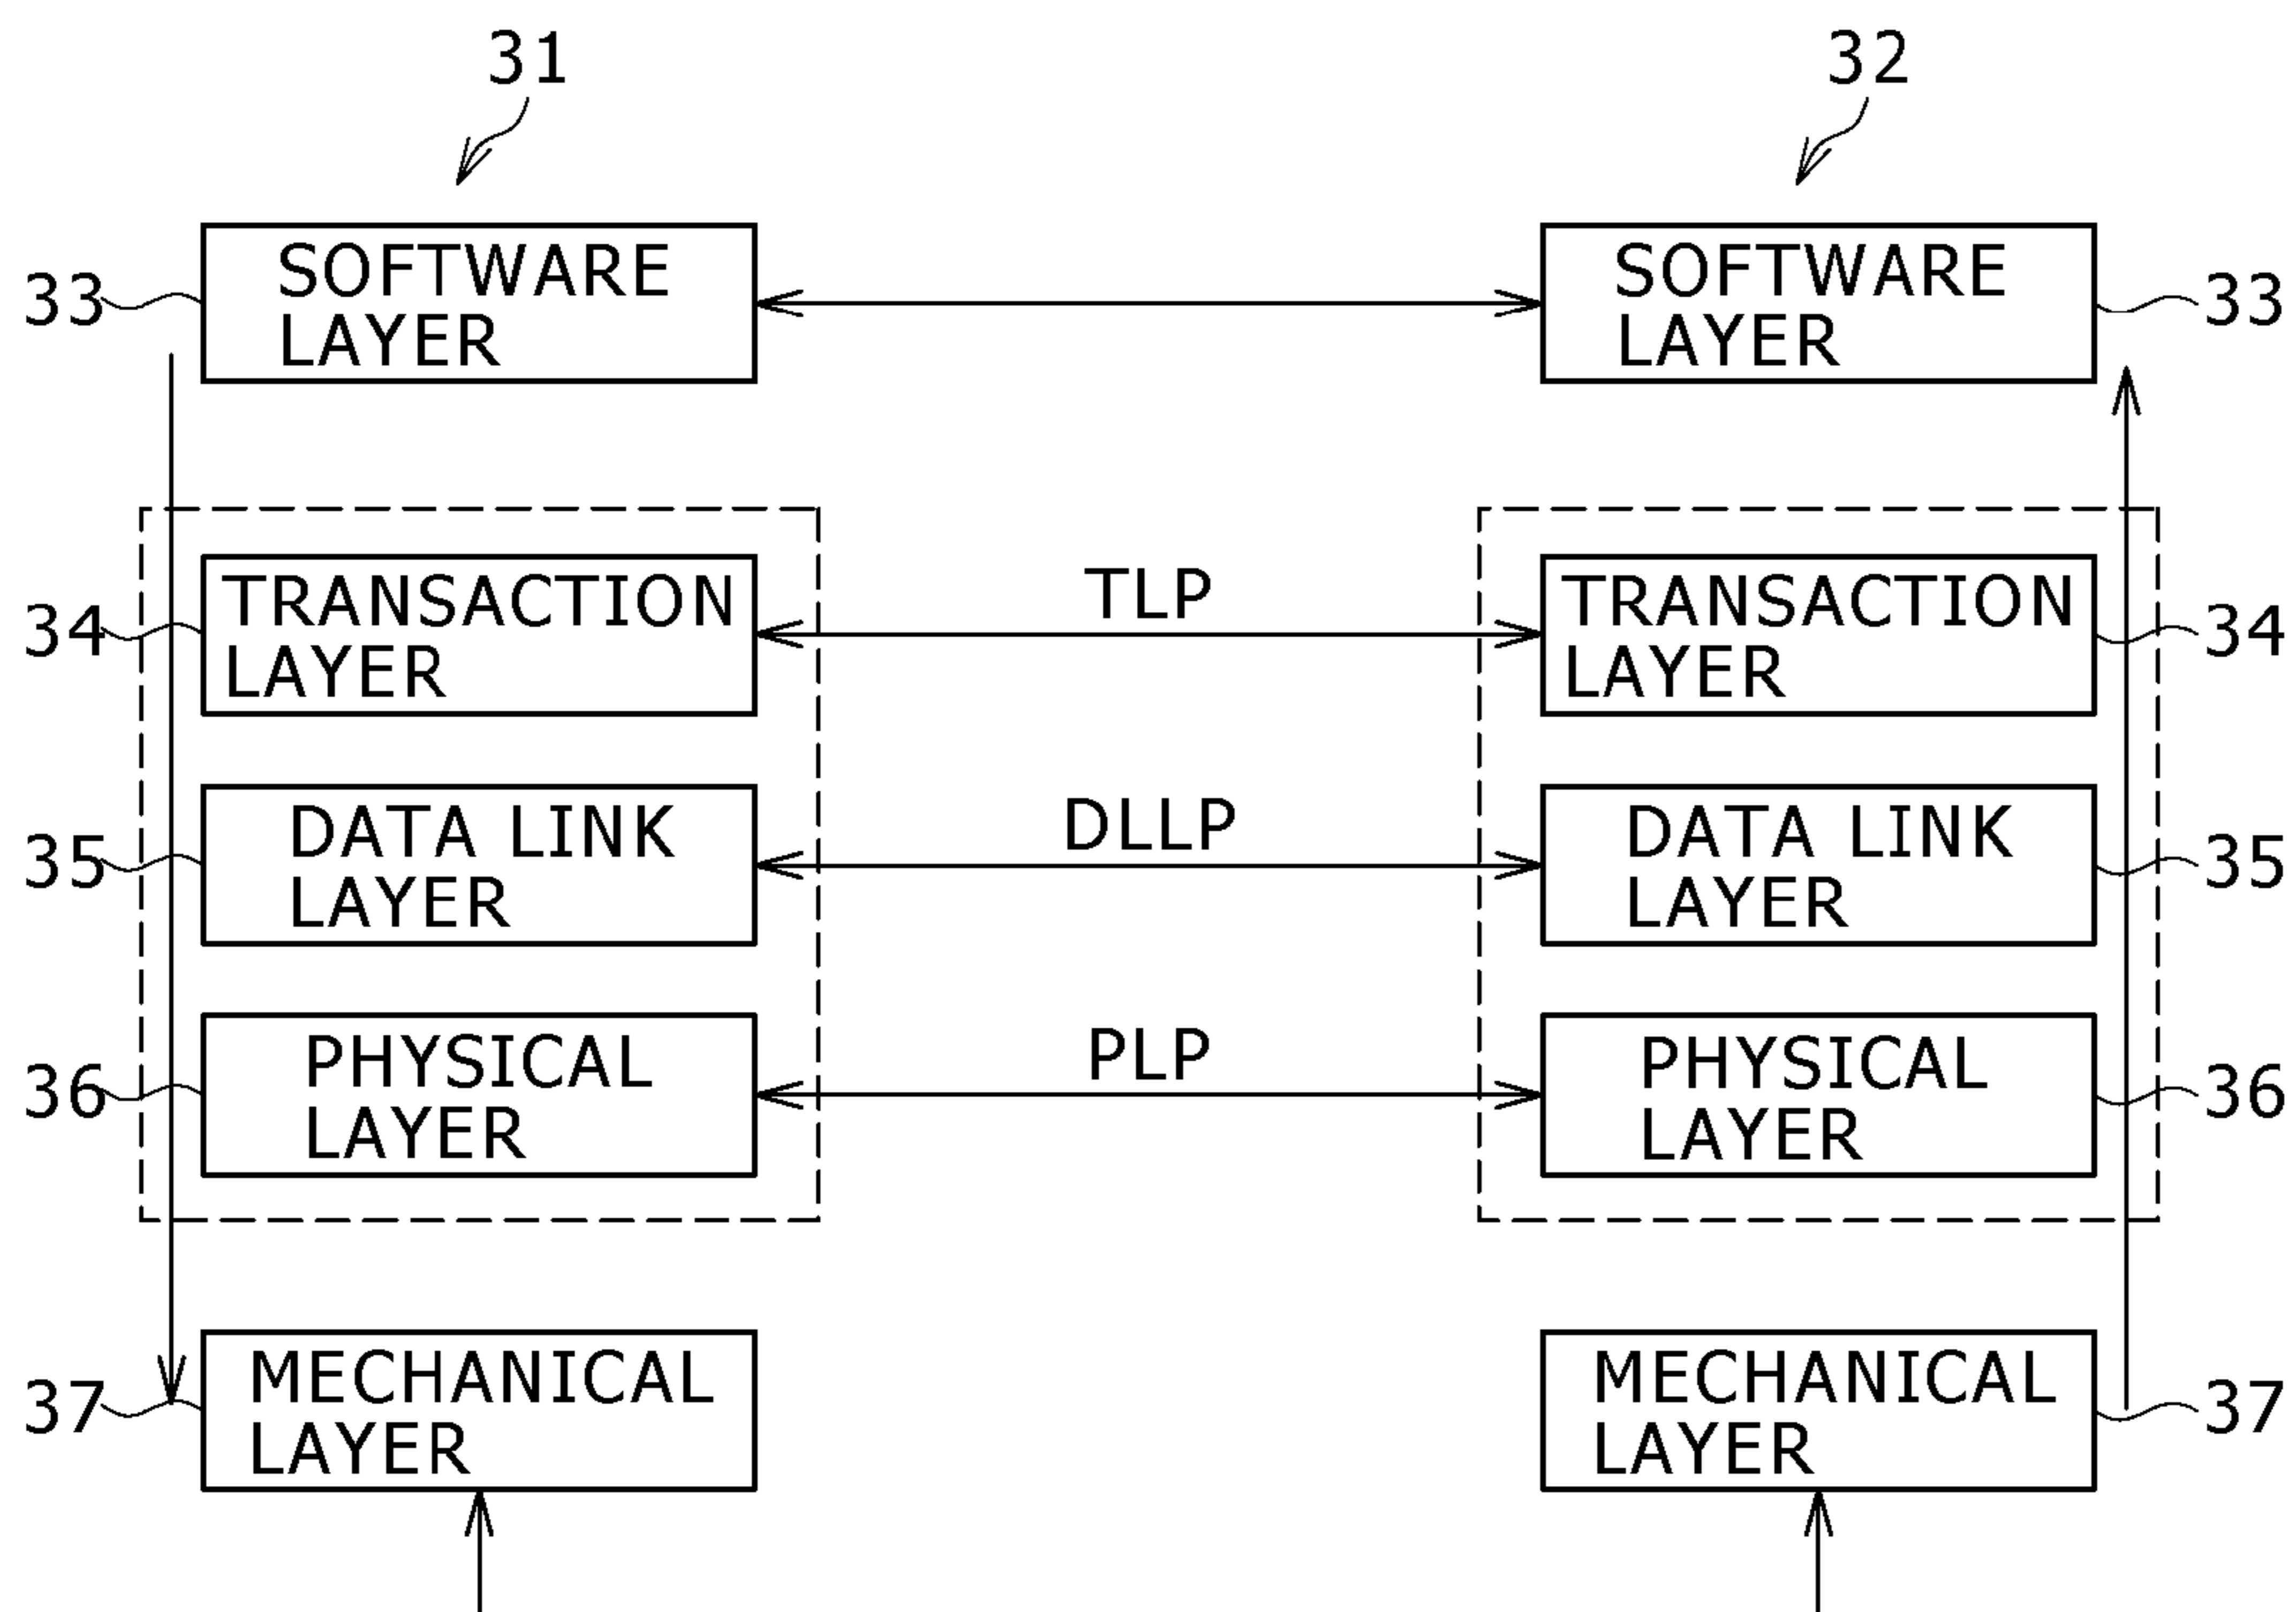 31
32
33
SOFTWARE
LAYER
SOFTWARE
LAYER
33
34
TRANSACTION
LAYER
TLP
TRANSACTION
LAYER
34
35
DATA LINK
LAYER
DLLP
DATA LINK
LAYER
35
36
PHYSICAL
LAYER
PLP
PHYSICAL
LAYER
36
37
MECHANICAL
LAYER
MECHANICAL
LAYER
37